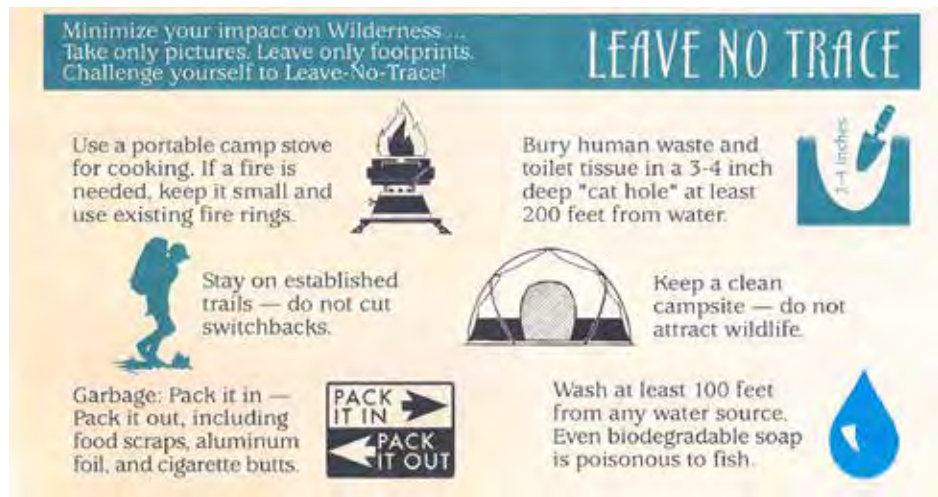 Minimize your impact on Wilderness...
Take only pictures. Leave only footprints.
Challenge yourself to Leave-No-Trace!
LEAVE NO TRACE
Use a portable camp stove
for cooking. If a fire is
needed, keep it small and
use existing fire rings.
Bury human waste and
toilet tissue in a 3-4 inch
deep "cat hole" at least
200 feet from water.
3-4 inches
Stay on established
trails — do not cut
switchbacks.
Keep a clean
campsite — do not
attract wildlife.
Garbage: Pack it in —
Pack it out, including
food scraps, aluminum
foil, and cigarette butts.
PACK
IT IN
PACK
IT OUT
Wash at least 100 feet
from any water source.
Even biodegradable soap
is poisonous to fish.